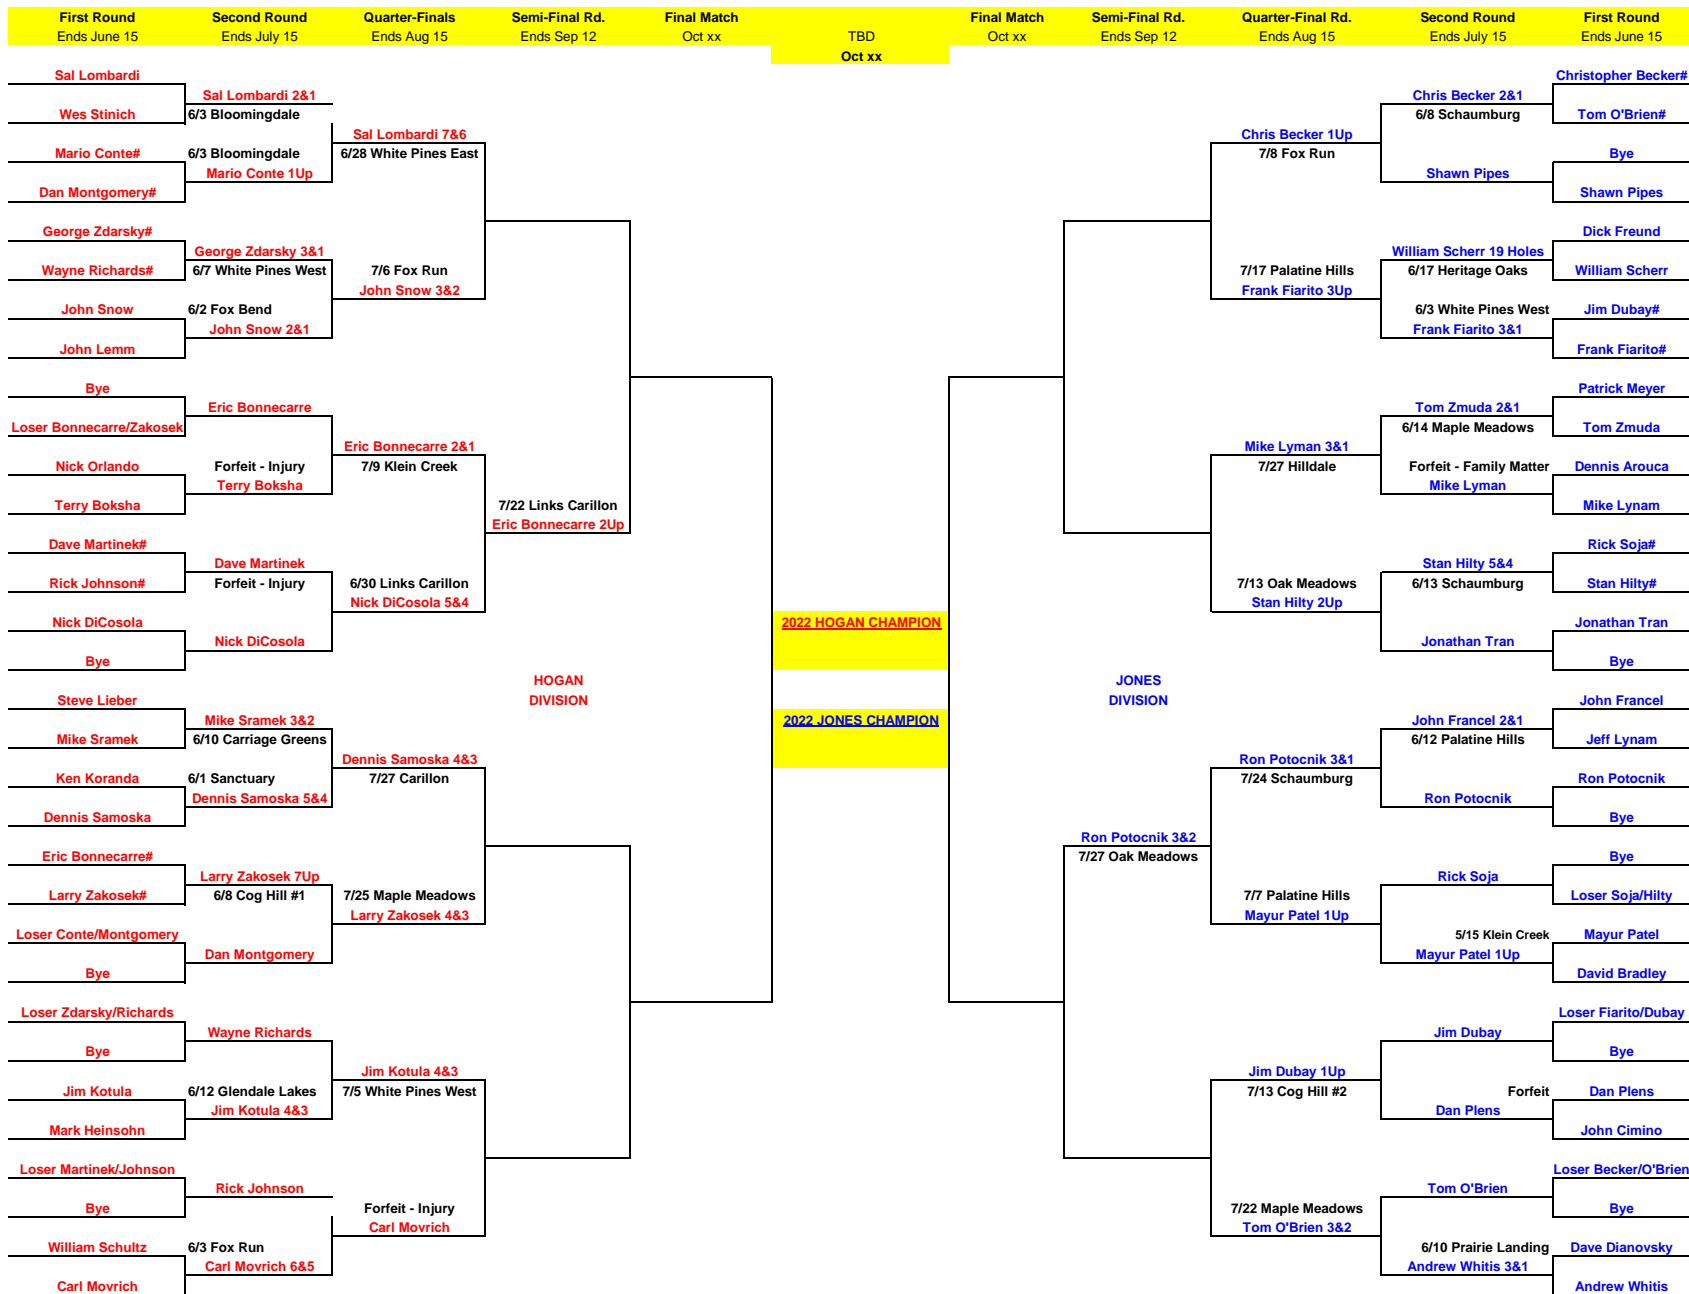 First Round Second Round Quarter-Finals Semi-Final Rd. Final Match Final Match Semi-Final Rd. Quarter-Final Rd. Second Round First Round
Ends June 15 Ends July 15 Ends Aug 15 Ends Sep 12 Oct xx TBD Oct xx Ends Sep 12 Ends Aug 15 Ends July 15 Ends June 15
Oct xx
Sal Lombardi Christopher Becker#
Sal Lombardi 2&1 Chris Becker 2&1
Wes Stinich 6/3 Bloomingdale 6/8 Schaumburg Tom O'Brien#
Sal Lombardi 7&6 Chris Becker 1Up
Mario Conte# 6/3 Bloomingdale 6/28 White Pines East 7/8 Fox Run Bye
Mario Conte 1Up Shawn Pipes
Dan Montgomery# Shawn Pipes
George Zdarsky# Dick Freund
George Zdarsky 3&1 William Scherr 19 Holes
Wayne Richards# 6/7 White Pines West 7/6 Fox Run 7/17 Palatine Hills 6/17 Heritage Oaks William Scherr
John Snow 3&2 Frank Fiarito 3Up
John Snow 6/2 Fox Bend 6/3 White Pines West Jim Dubay#
John Snow 2&1 Frank Fiarito 3&1
John Lemm Frank Fiarito#
Bye Patrick Meyer
Eric Bonnecarre Tom Zmuda 2&1
Loser Bonnecarre/Zakosek 6/14 Maple Meadows Tom Zmuda
Eric Bonnecarre 2&1 Mike Lyman 3&1
Nick Orlando Forfeit - Injury 7/9 Klein Creek 7/27 Hilldale Forfeit - Family Matter Dennis Arouca
Terry Boksha Mike Lyman
Terry Boksha 7/22 Links Carillon Mike Lynam
Eric Bonnecarre 2Up
Dave Martinek# Rick Soja#
Dave Martinek Stan Hilty 5&4
Rick Johnson# Forfeit - Injury 6/30 Links Carillon 7/13 Oak Meadows 6/13 Schaumburg Stan Hilty#
Nick DiCosola 5&4 Stan Hilty 2Up
Nick DiCosola 2022 HOGAN CHAMPION Jonathan Tran
Nick DiCosola Jonathan Tran
Bye Bye
HOGAN JONES
Steve Lieber DIVISION DIVISION John Francel
Mike Sramek 3&2 2022 JONES CHAMPION John Francel 2&1
Mike Sramek 6/10 Carriage Greens 6/12 Palatine Hills Jeff Lynam
Dennis Samoska 4&3 Ron Potocnik 3&1
Ken Koranda 6/1 Sanctuary 7/27 Carillon 7/24 Schaumburg Ron Potocnik
Dennis Samoska 5&4 Ron Potocnik
Dennis Samoska Bye
Ron Potocnik 3&2
Eric Bonnecarre# 7/27 Oak Meadows Bye
Larry Zakosek 7Up Rick Soja
Larry Zakosek# 6/8 Cog Hill #1 7/25 Maple Meadows 7/7 Palatine Hills Loser Soja/Hilty
Larry Zakosek 4&3 Mayur Patel 1Up
Loser Conte/Montgomery 5/15 Klein Creek Mayur Patel
Dan Montgomery Mayur Patel 1Up
Bye David Bradley
Loser Zdarsky/Richards Loser Fiarito/Dubay
Wayne Richards Jim Dubay
Bye Bye
Jim Kotula 4&3 Jim Dubay 1Up
Jim Kotula 6/12 Glendale Lakes 7/5 White Pines West 7/13 Cog Hill #2 Forfeit Dan Plens
Jim Kotula 4&3 Dan Plens
Mark Heinsohn John Cimino
Loser Martinek/Johnson Loser Becker/O'Brien
Rick Johnson Tom O'Brien
Bye Forfeit - Injury 7/22 Maple Meadows Bye
Carl Movrich Tom O'Brien 3&2
William Schultz 6/3 Fox Run 6/10 Prairie Landing Dave Dianovsky
Carl Movrich 6&5 Andrew Whitis 3&1
Carl Movrich Andrew Whitis